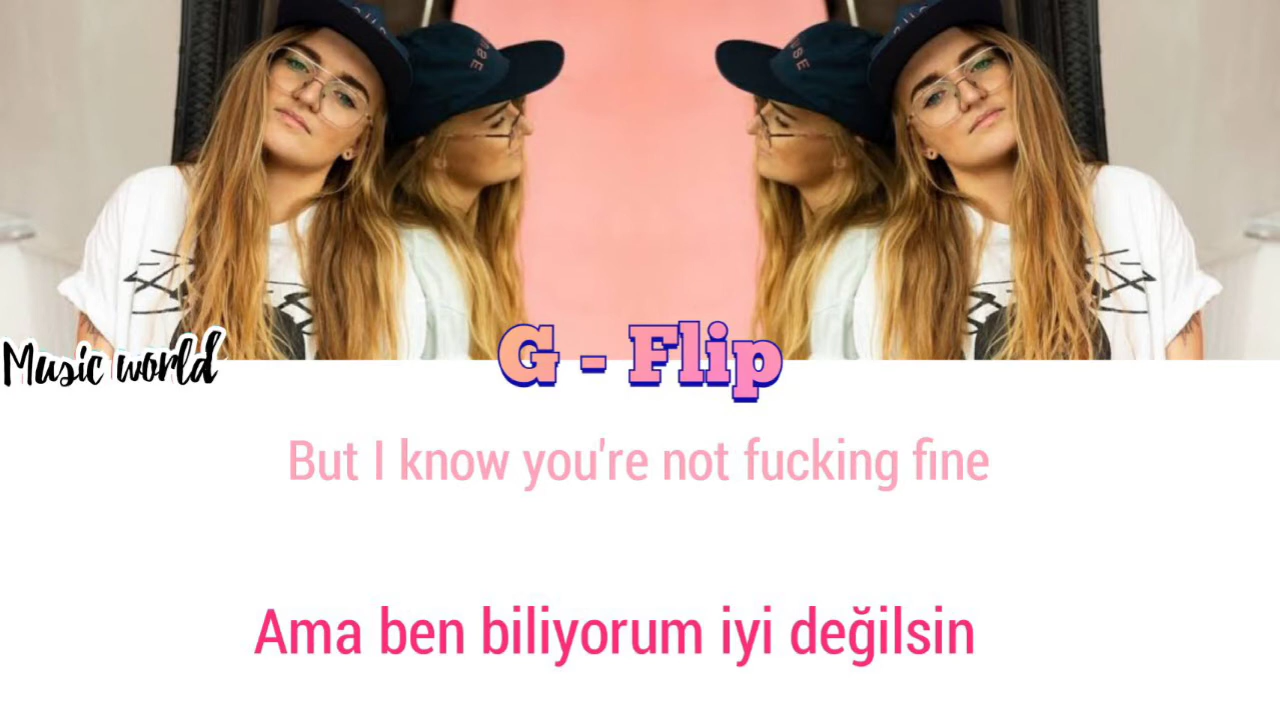 Music world
G - Flip
But I know you're not fucking fine
Ama ben biliyorum iyi değilsin